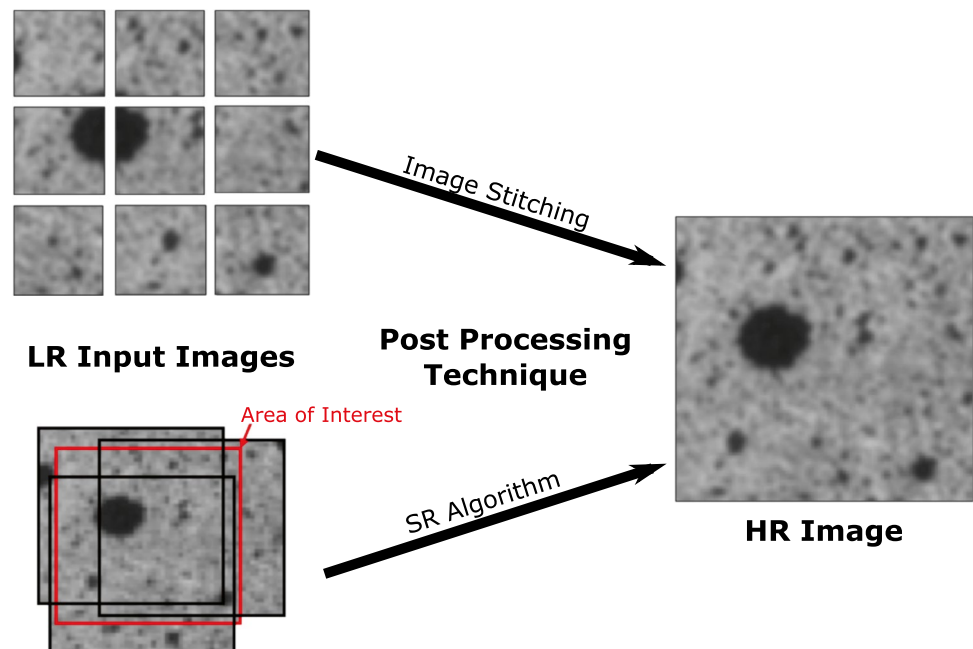 Image Stitching
LR Input Images
Post Processing
Technique
Area of Interest
SR Algorithm
HR Image